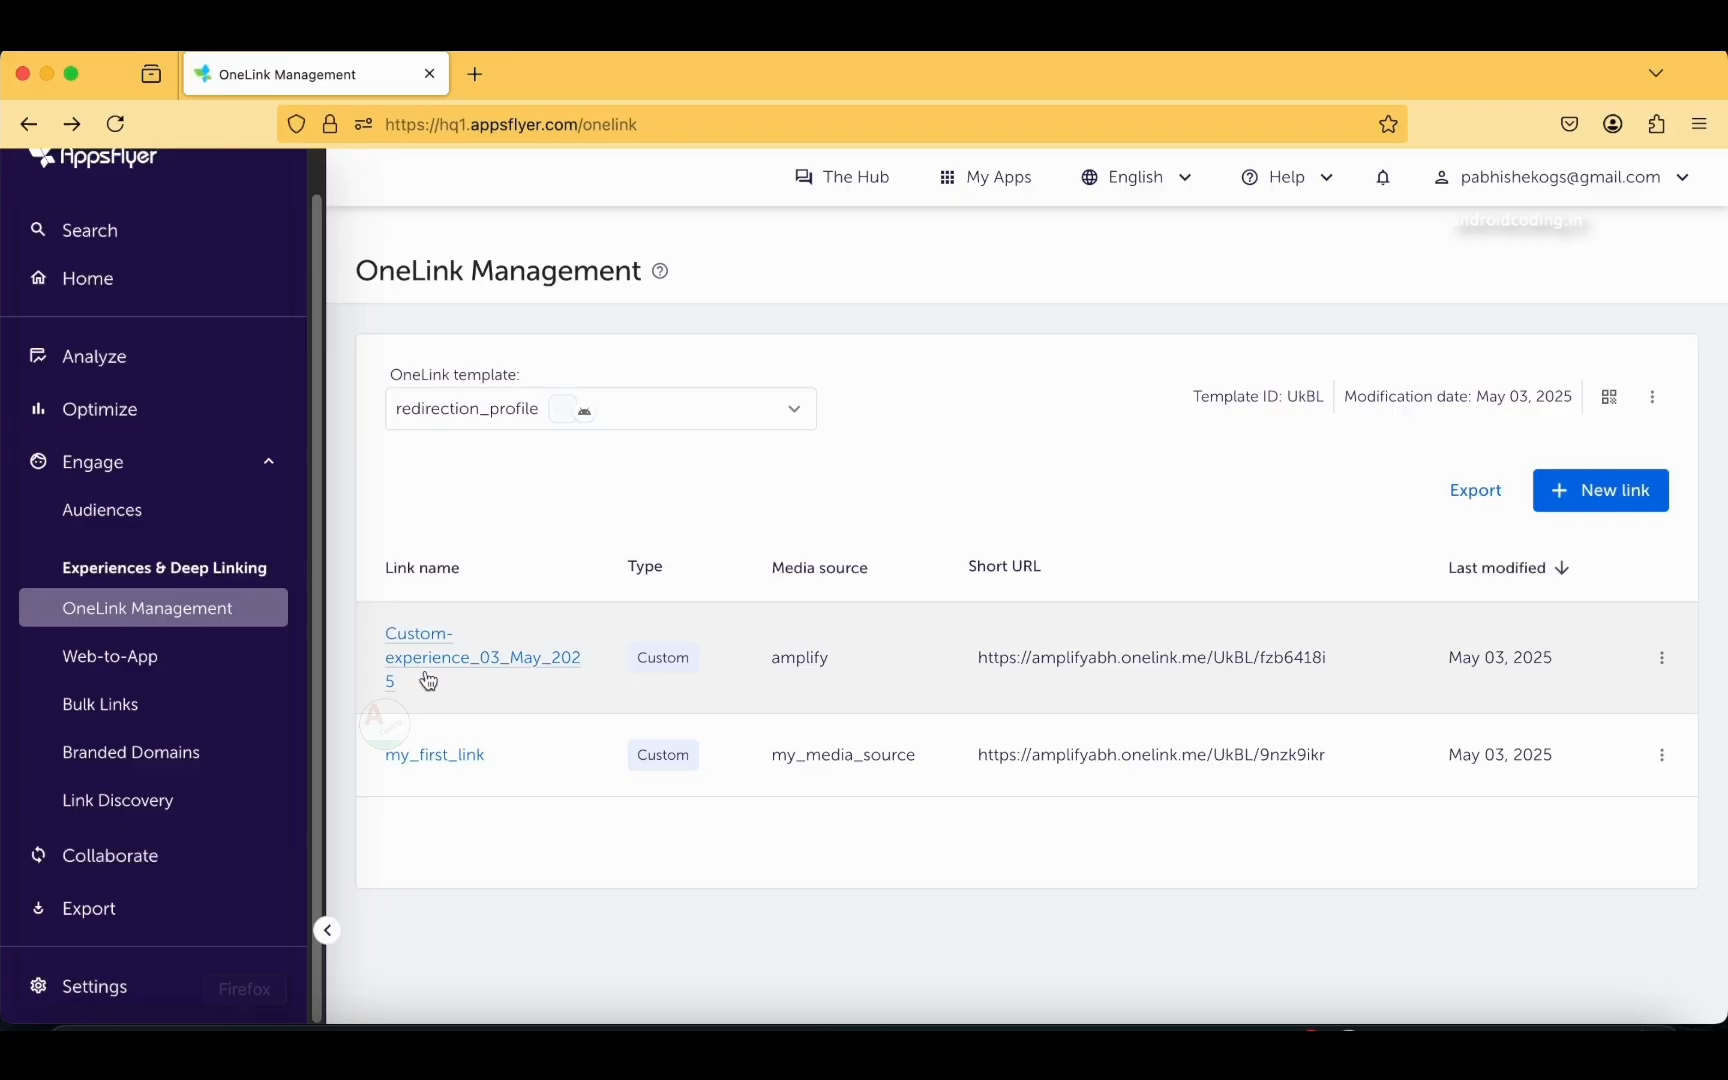 OneLink Management
https://hq1.appsflyer.com/onelink
AppsFlyer
The Hub
My Apps
English
Help
pabhishekogs@gmail.com
ndroidcoding.in
Search
Home
Analyze
Optimize
Engage
Audiences
Experiences & Deep Linking
OneLink Management
Web-to-App
Bulk Links
Branded Domains
Link Discovery
Collaborate
Export
Settings
Firefox
OneLink Management
OneLink template:
redirection_profile
Template ID: UkBL
Modification date: May 03, 2025
Export
+ New link
Link name Type Media source Short URL Last modified
Custom-
experience_03_May_202
5
Custom
amplify
https://amplifyabh.onelink.me/UkBL/fzb6418i
May 03, 2025
my_first_link
Custom
my_media_source
https://amplifyabh.onelink.me/UkBL/9nzk9ikr
May 03, 2025